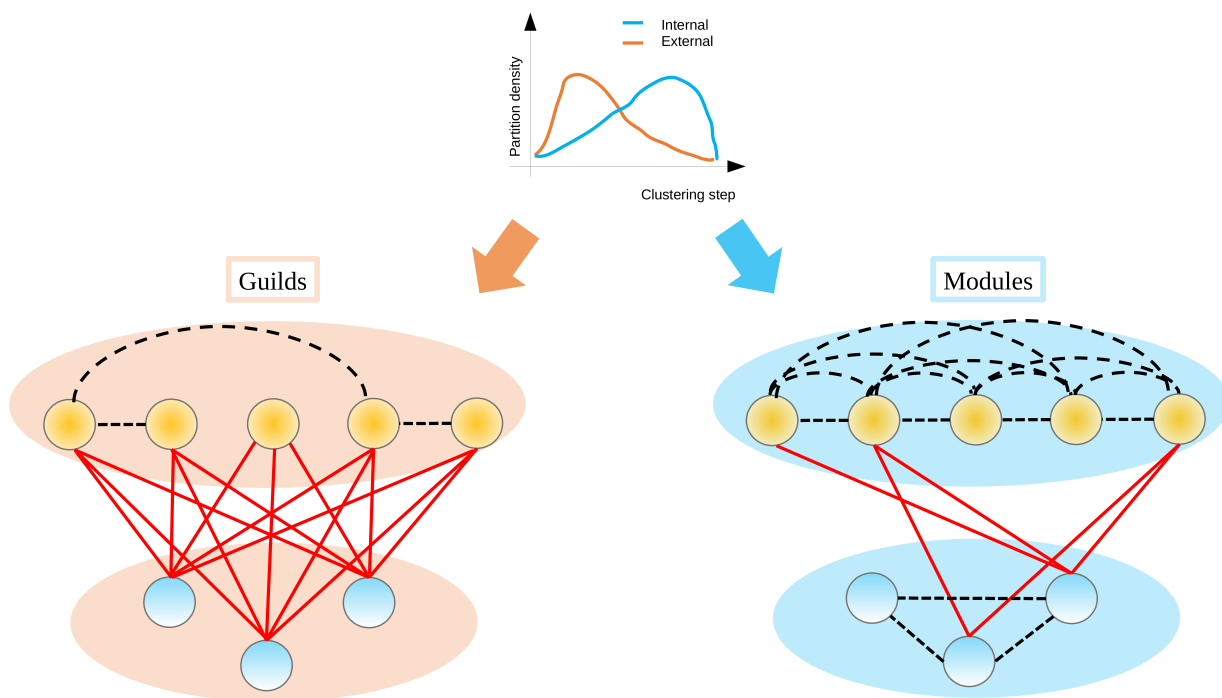 Internal
External
Partition density
Clustering step
Guilds
Modules